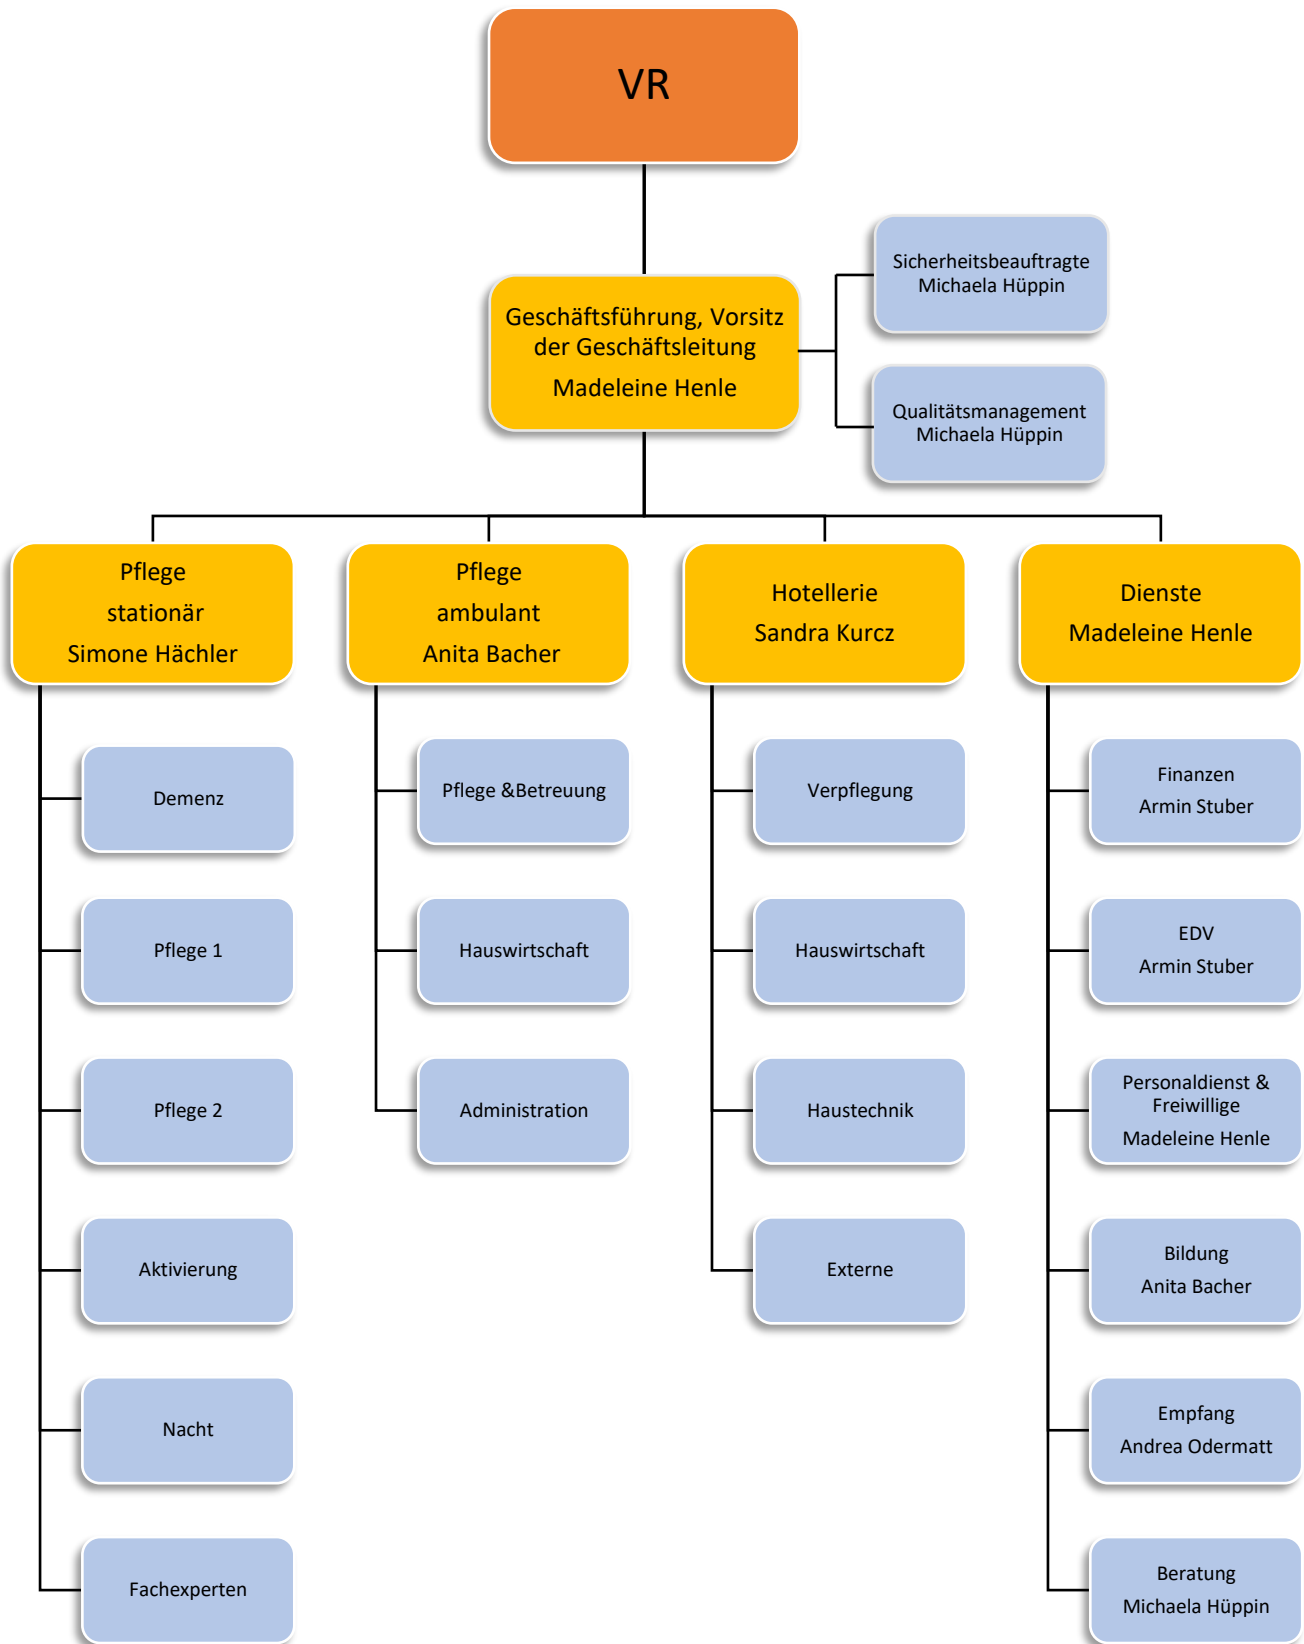 VR
Sicherheitsbeauftragte
Michaela Hüppin
Geschäftsführung, Vorsitz
der Geschäftsleitung
Madeleine Henle
Qualitätsmanagement
Michaela Hüppin
Pflege
stationär
Simone Hächler
Pflege
ambulant
Anita Bacher
Hotellerie
Sandra Kurcz
Dienste
Madeleine Henle
Demenz
Pflege 1
Pflege 2
Aktivierung
Nacht
Fachexperten
Pflege &Betreuung
Hauswirtschaft
Administration
Verpflegung
Hauswirtschaft
Haustechnik
Externe
Finanzen
Armin Stuber
EDV
Armin Stuber
Personaldienst &
Freiwillige
Madeleine Henle
Bildung
Anita Bacher
Empfang
Andrea Odermatt
Beratung
Michaela Hüppin